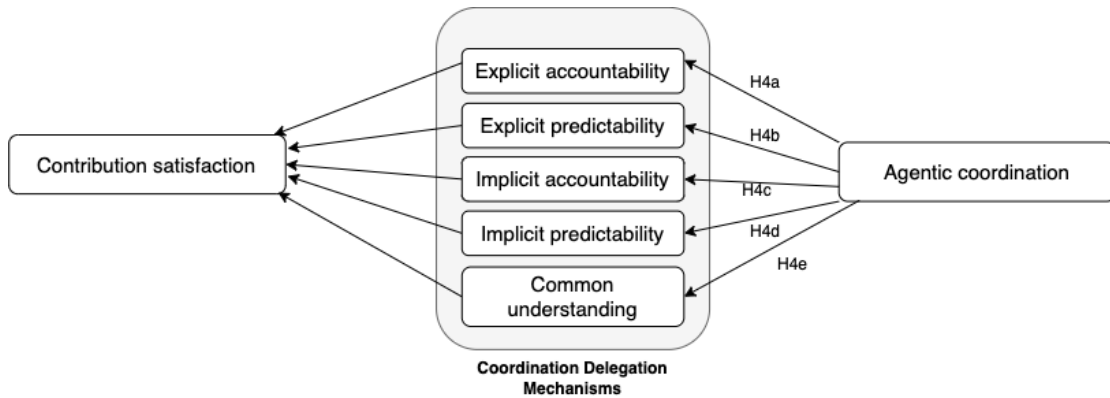 Explicit accountability
H4a
Explicit predictability
H4b
Contribution satisfaction
Implicit accountability
Agentic coordination
H4c
Implicit predictability
H4d
H4e
Common
understanding
Coordination Delegation
Mechanisms